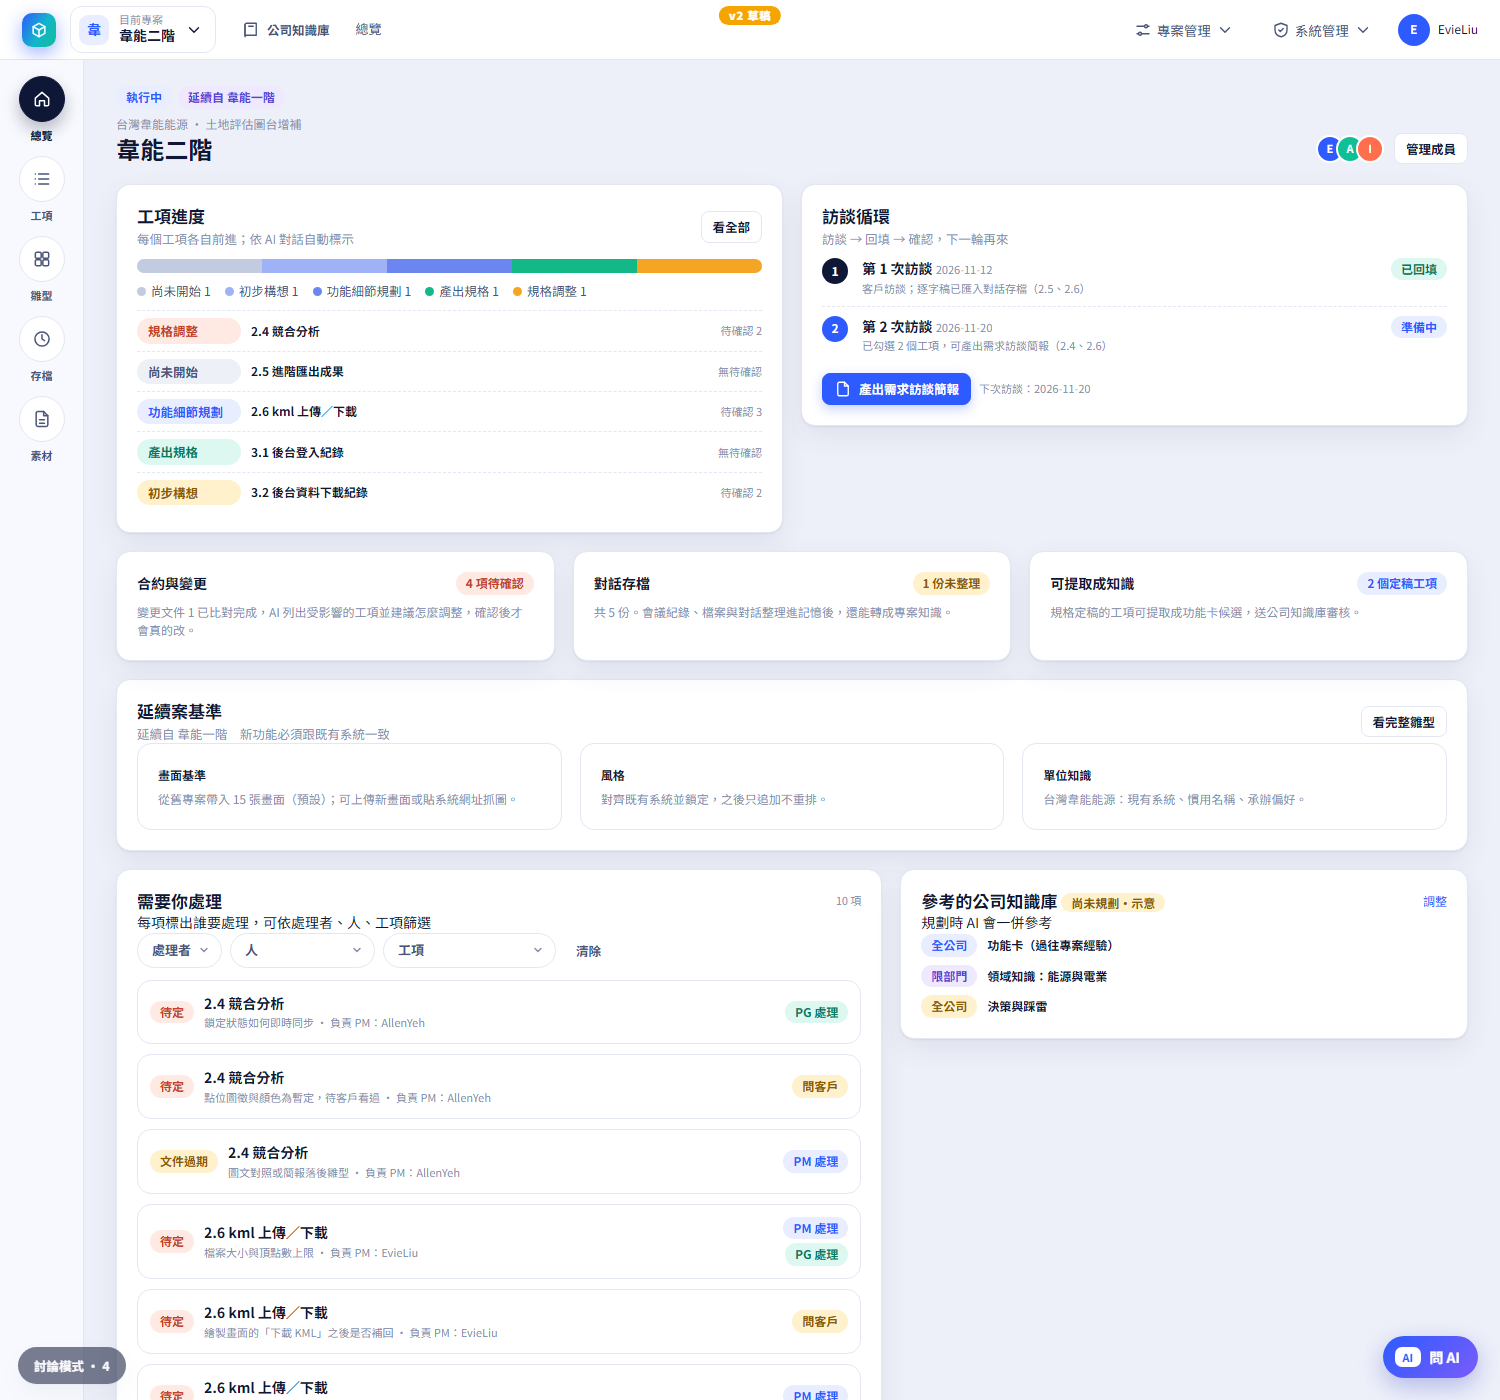 v2 草稿
韋
目前專案
韋能二階
公司知識庫
總覽
專案管理
系統管理
E
EvieLiu
總覽
工項
雛型
存檔
素材
執行中
延續自 韋能一階
台灣韋能能源 · 土地評估圖台增補
韋能二階
E
A
I
管理成員
工項進度
每個工項各自前進；依 AI 對話自動標示
看全部
尚未開始 1
初步構想 1
功能細節規劃 1
產出規格 1
規格調整 1
規格調整
2.4 競合分析
待確認 2
尚未開始
2.5 進階匯出成果
無待確認
功能細節規劃
2.6 kml 上傳／下載
待確認 3
產出規格
3.1 後台登入紀錄
無待確認
初步構想
3.2 後台資料下載紀錄
待確認 2
訪談循環
訪談 → 回填 → 確認，下一輪再來
1
第 1 次訪談 2026-11-12
客戶訪談；逐字稿已匯入對話存檔（2.5、2.6）
已回填
2
第 2 次訪談 2026-11-20
已勾選 2 個工項，可產出需求訪談簡報（2.4、2.6）
準備中
產出需求訪談簡報
下次訪談：2026-11-20
合約與變更
4 項待確認
變更文件 1 已比對完成，AI 列出受影響的工項並建議怎麼調整，確認後才
會真的改。
對話存檔
1 份未整理
共 5 份。會議紀錄、檔案與對話整理進記憶後，還能轉成專案知識。
可提取成知識
2 個定稿工項
規格定稿的工項可提取成功能卡候選，送公司知識庫審核。
延續案基準
延續自 韋能一階　新功能必須跟既有系統一致
看完整雛型
畫面基準
從舊專案帶入 15 張畫面（預設）；可上傳新畫面或貼系統網址抓圖。
風格
對齊既有系統並鎖定，之後只追加不重排。
單位知識
台灣韋能能源：現有系統、慣用名稱、承辦偏好。
需要你處理
10 項
每項標出誰要處理，可依處理者、人、工項篩選
處理者
人
工項
清除
待定
2.4 競合分析
鎖定狀態如何即時同步 · 負責 PM：AllenYeh
PG 處理
待定
2.4 競合分析
點位圖徵與顏色為暫定，待客戶看過 · 負責 PM：AllenYeh
問客戶
文件過期
2.4 競合分析
圖文對照或簡報落後雛型 · 負責 PM：AllenYeh
PM 處理
待定
2.6 kml 上傳／下載
檔案大小與頂點數上限 · 負責 PM：EvieLiu
PM 處理
PG 處理
待定
2.6 kml 上傳／下載
繪製畫面的「下載 KML」之後是否補回 · 負責 PM：EvieLiu
問客戶
待定
2.6 kml 上傳／下載
PM 處理
參考的公司知識庫
尚未規劃·示意
調整
規劃時 AI 會一併參考
全公司
功能卡（過往專案經驗）
限部門
領域知識：能源與電業
全公司
決策與踩雷
討論模式 · 4
AI
問 AI